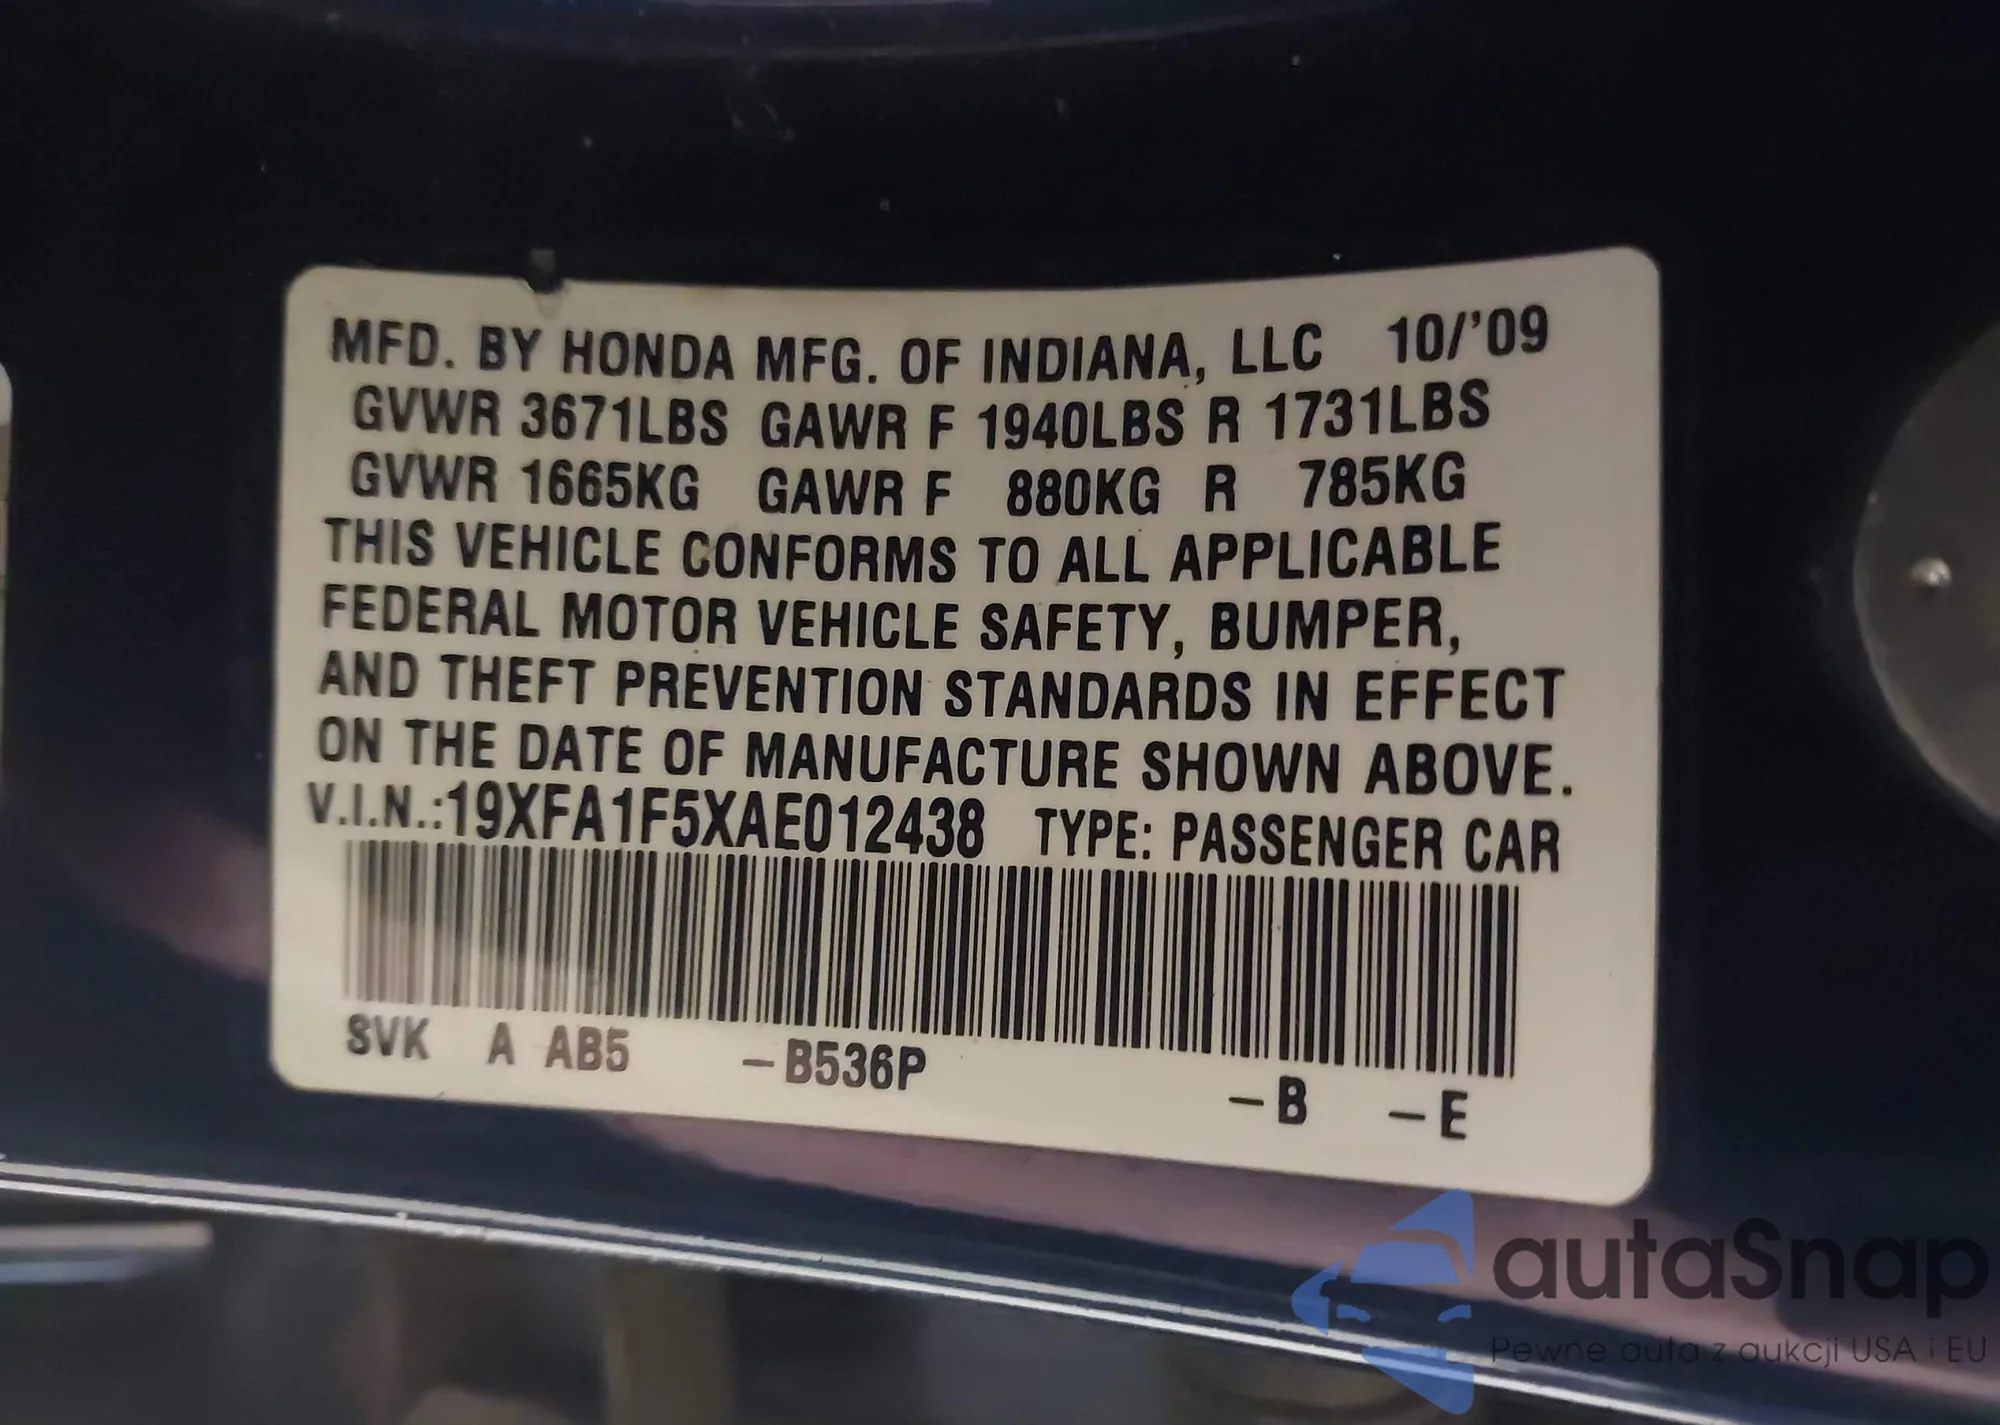 MFD. BY HONDA MFG. OF INDIANA, LLC 10/'09
GVWR 3671LBS GAWR F 1940LBS R 1731LBS
GVWR 1665KG GAWR F 880KG R 785KG
THIS VEHICLE CONFORMS TO ALL APPLICABLE
FEDERAL MOTOR VEHICLE SAFETY, BUMPER,
AND THEFT PREVENTION STANDARDS IN EFFECT
ON THE DATE OF MANUFACTURE SHOWN ABOVE.
V.I.N.:19XFA1F5XAE012438 TYPE: PASSENGER CAR
SVK A AB5 –B536P –B –E
autaSnap
Pewne auta z aukcji USA i EU